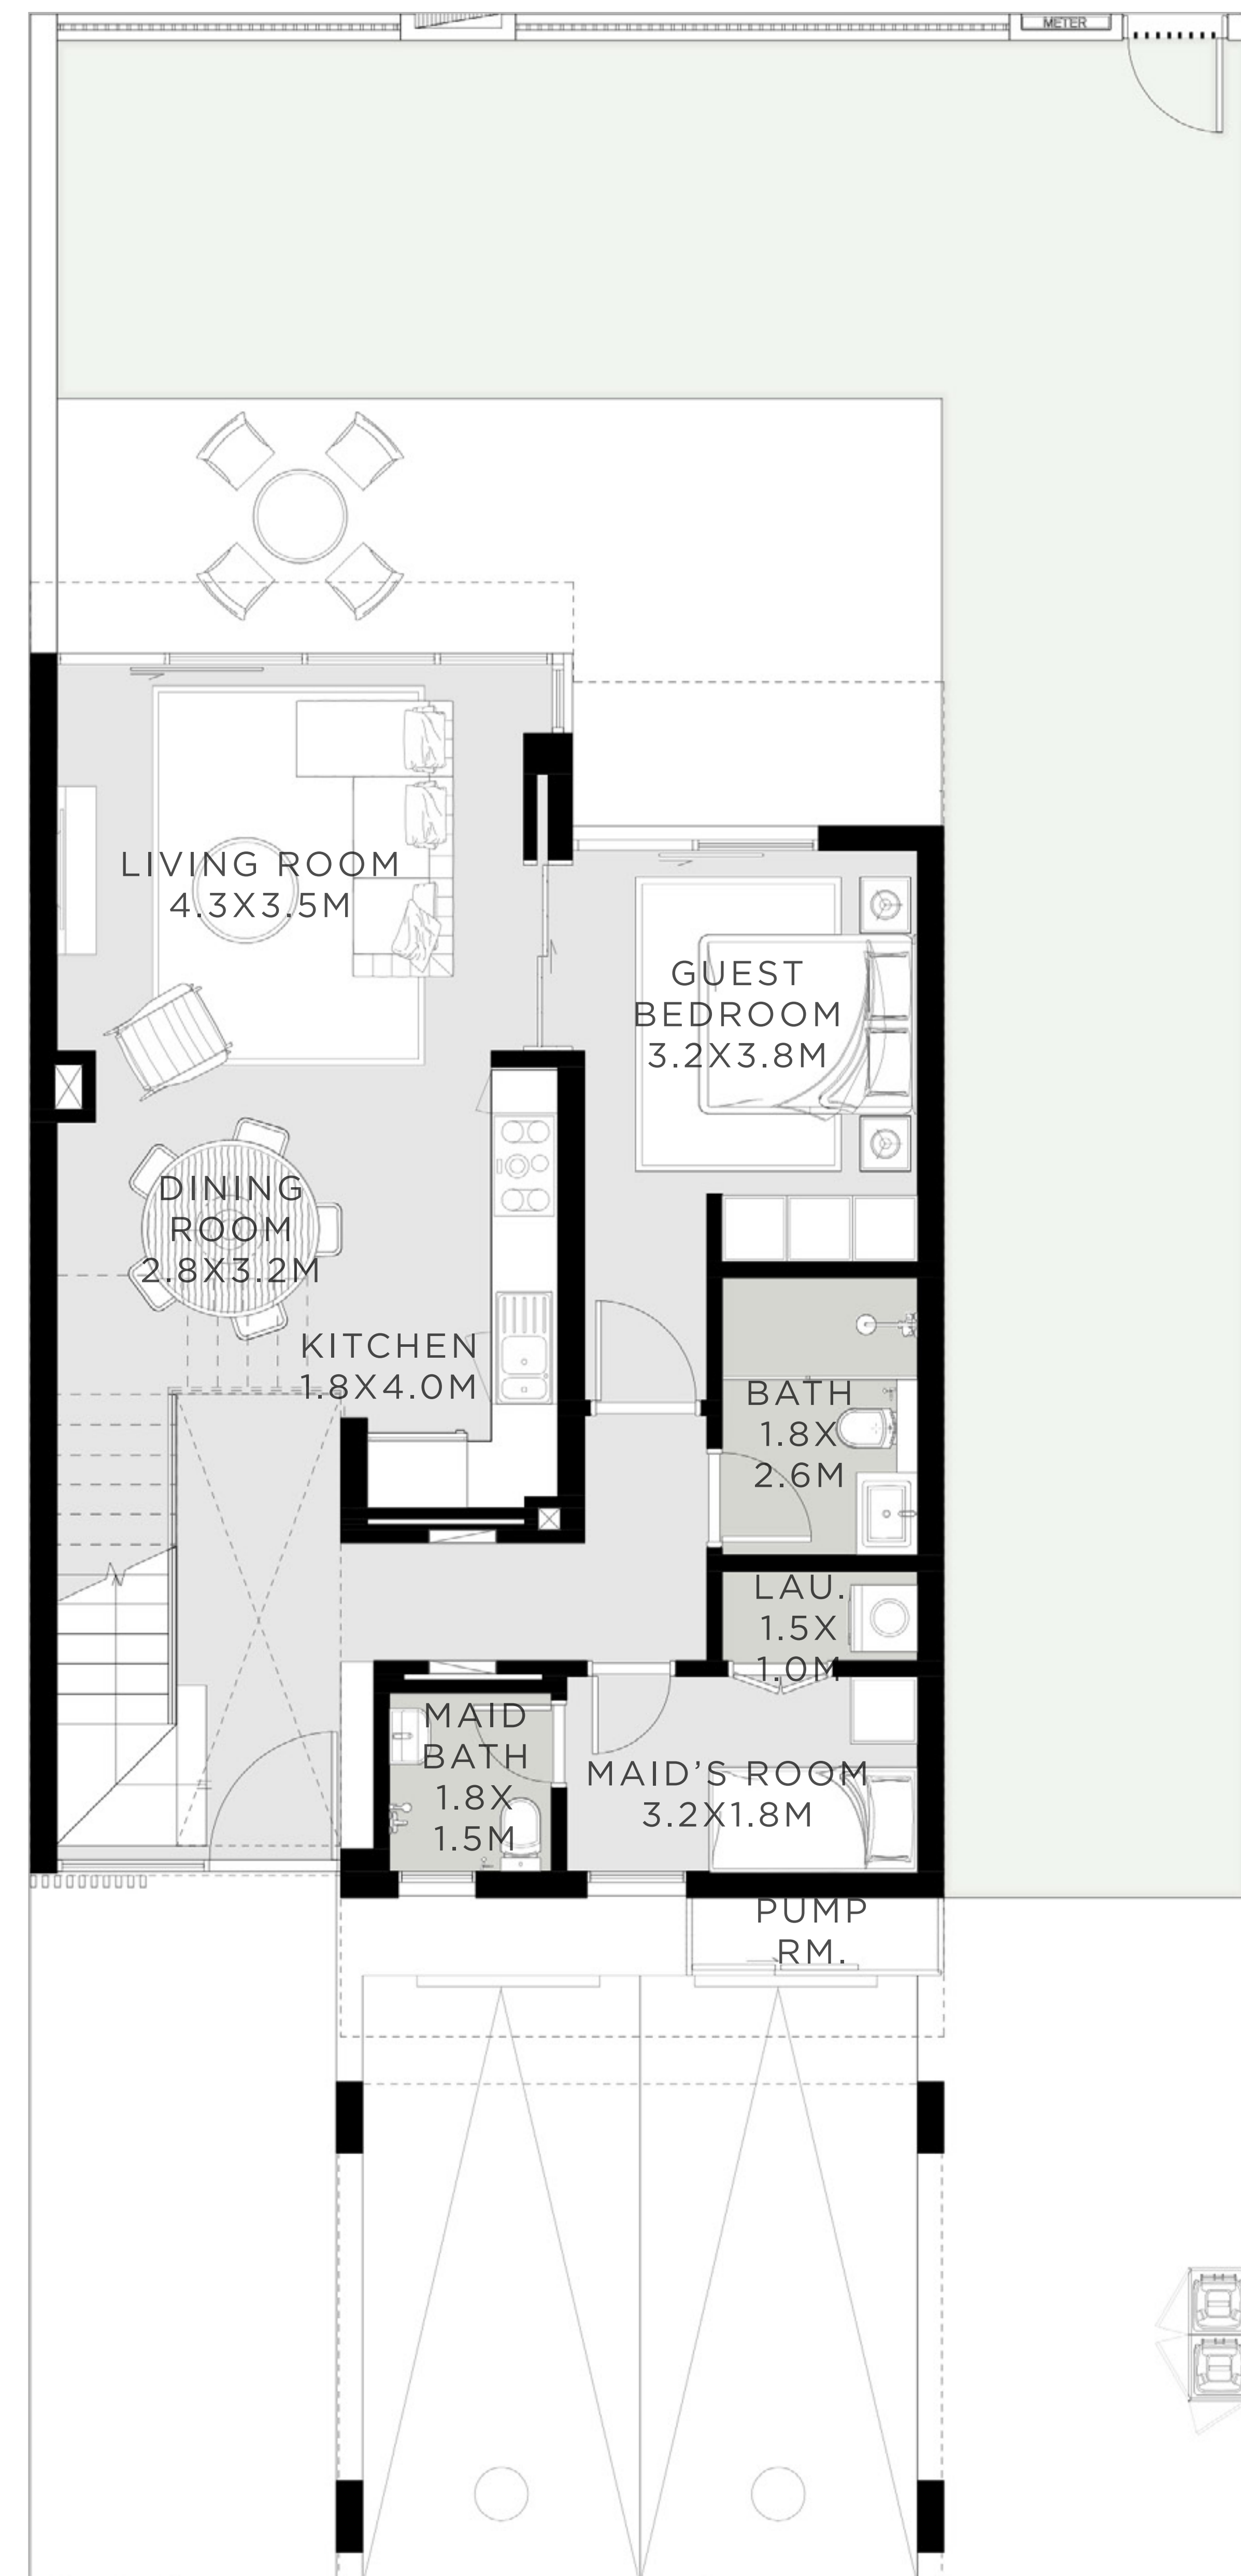 METER
LIVING ROOM
4.3X3.5M
GUEST
BEDROOM
3.2X3.8M
DINING
ROOM
2.8X3.2M
KITCHEN
1.8X4.0M
BATH
1.8X
2.6M
LAU.
1.5X
1.0M
MAID
BATH
1.8X
1.5M
MAID’S ROOM
3.2X1.8M
PUMP
RM.